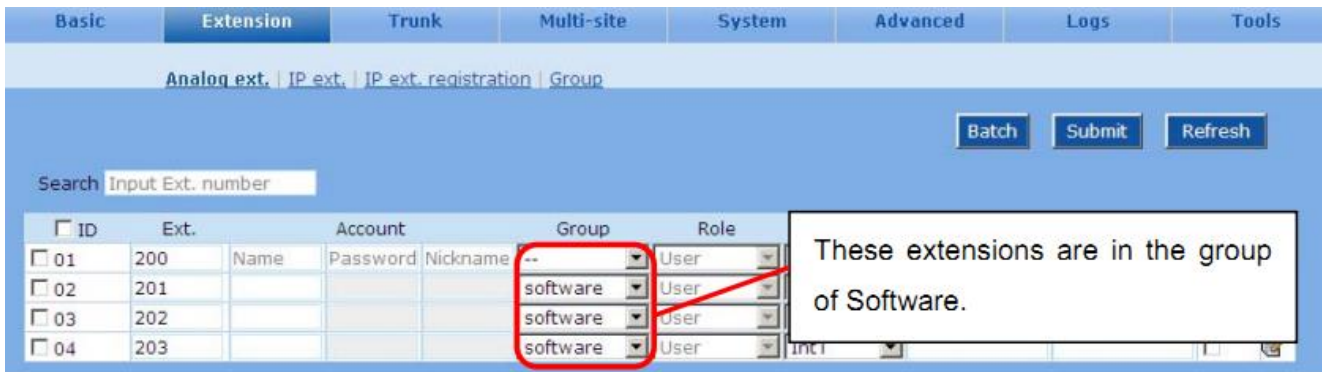 Basic Extension Trunk Multi-site System Advanced Logs Tools
Analog ext. | IP ext. | IP ext. registration | Group
Batch Submit Refresh
Search Input Ext. number
ID Ext. Account Group Role
01 200 Name Password Nickname -- User
02 201 software User
03 202 software User
04 203 software User Int1
These extensions are in the group
of Software.